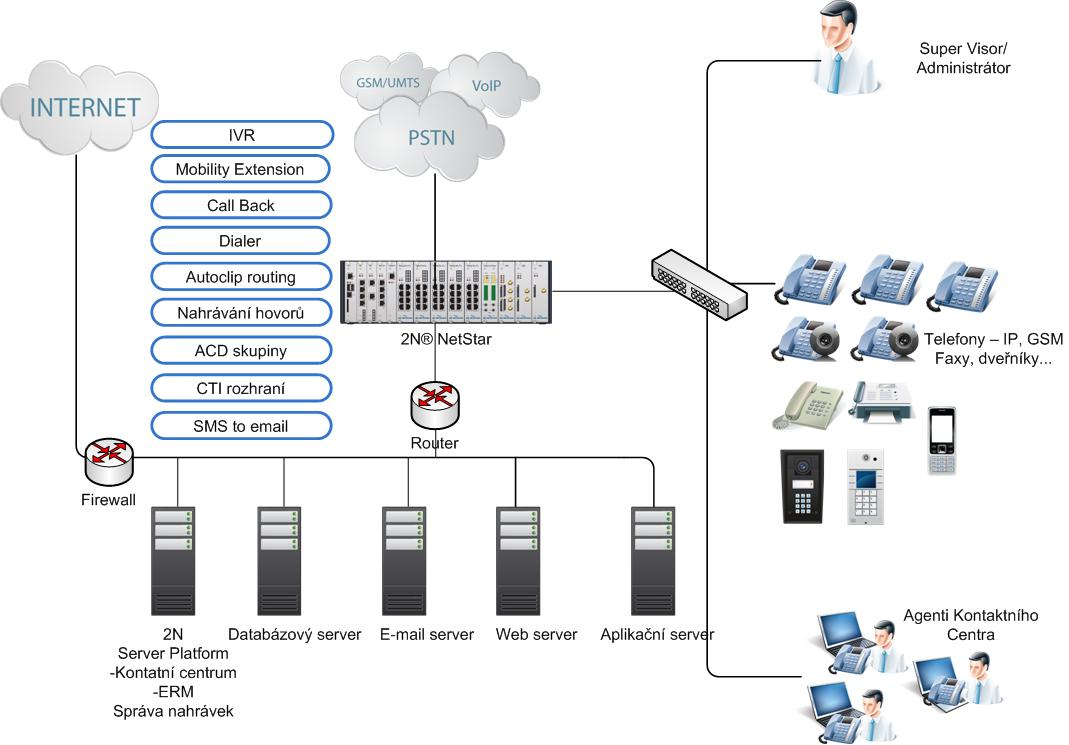 Super Visor/
Administrátor
INTERNET
GSM/UMTS
VoIP
PSTN
IVR
Mobility Extension
Call Back
Dialer
Autoclip routing
Nahrávání hovorů
ACD skupiny
CTI rozhraní
SMS to email
2N® NetStar
Router
Firewall
Telefony – IP, GSM
Faxy, dveřníky...
2N
Server Platform
-Kontatní centrum
-ERM
Správa nahrávek
Databázový server
E-mail server
Web server
Aplikační server
Agenti Kontaktního
Centra